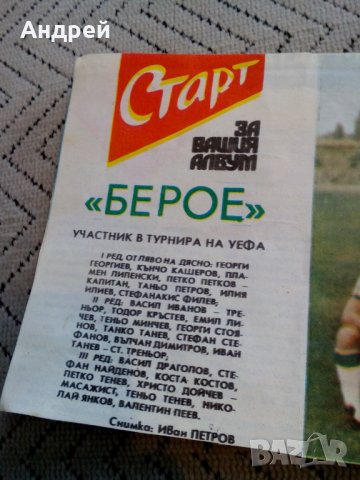 Андрей
Старт
ЗА
ВАШИЯ
АЛБУМ
«БЕРОЕ»
УЧАСТНИК В ТУРНИРА НА УЕФА
I РЕД, ОТ ЛЯВО НА ДЯСНО: ГЕОРГИ
ГЕОРГИЕВ, КЪНЧО КАШЕРОВ, ПЛА-
МЕН ЛИПЕНСКИ, ПЕТКО ПЕТКОВ –
КАПИТАН, ТАНЬО ПЕТРОВ, ИЛИЯ
ИЛИЕВ, СТЕФАНАКИС ФИЛЕВ;
II РЕД: ВАСИЛ ИВАНОВ – ТРЕ-
НЬОР, ТОДОР КРЪСТЕВ, ЕМИЛ ЛИ-
ЧЕВ, ТЕНЬО МИНЧЕВ, ГЕОРГИ СТОЯ-
НОВ, ТАНКО ТАНЕВ, СТЕФАН СТЕ-
ФАНОВ, ВЪЛЧАН ДИМИТРОВ, ИВАН
ТАНЕВ – СТ. ТРЕНЬОР;
III РЕД: ВАСИЛ ДРАГОЛОВ, СТЕ-
ФАН НАЙДЕНОВ, КОСТА КОСТОВ,
ПЕТКО ТЕНЕВ, ХРИСТО ДОЙЧЕВ –
МАСАЖИСТ, ТЕНЬО ТЕНЕВ, НИКО-
ЛАЙ ЯНКОВ, ВАЛЕНТИН ПЕЕВ.
Снимка: Иван ПЕТРОВ
BAZAR